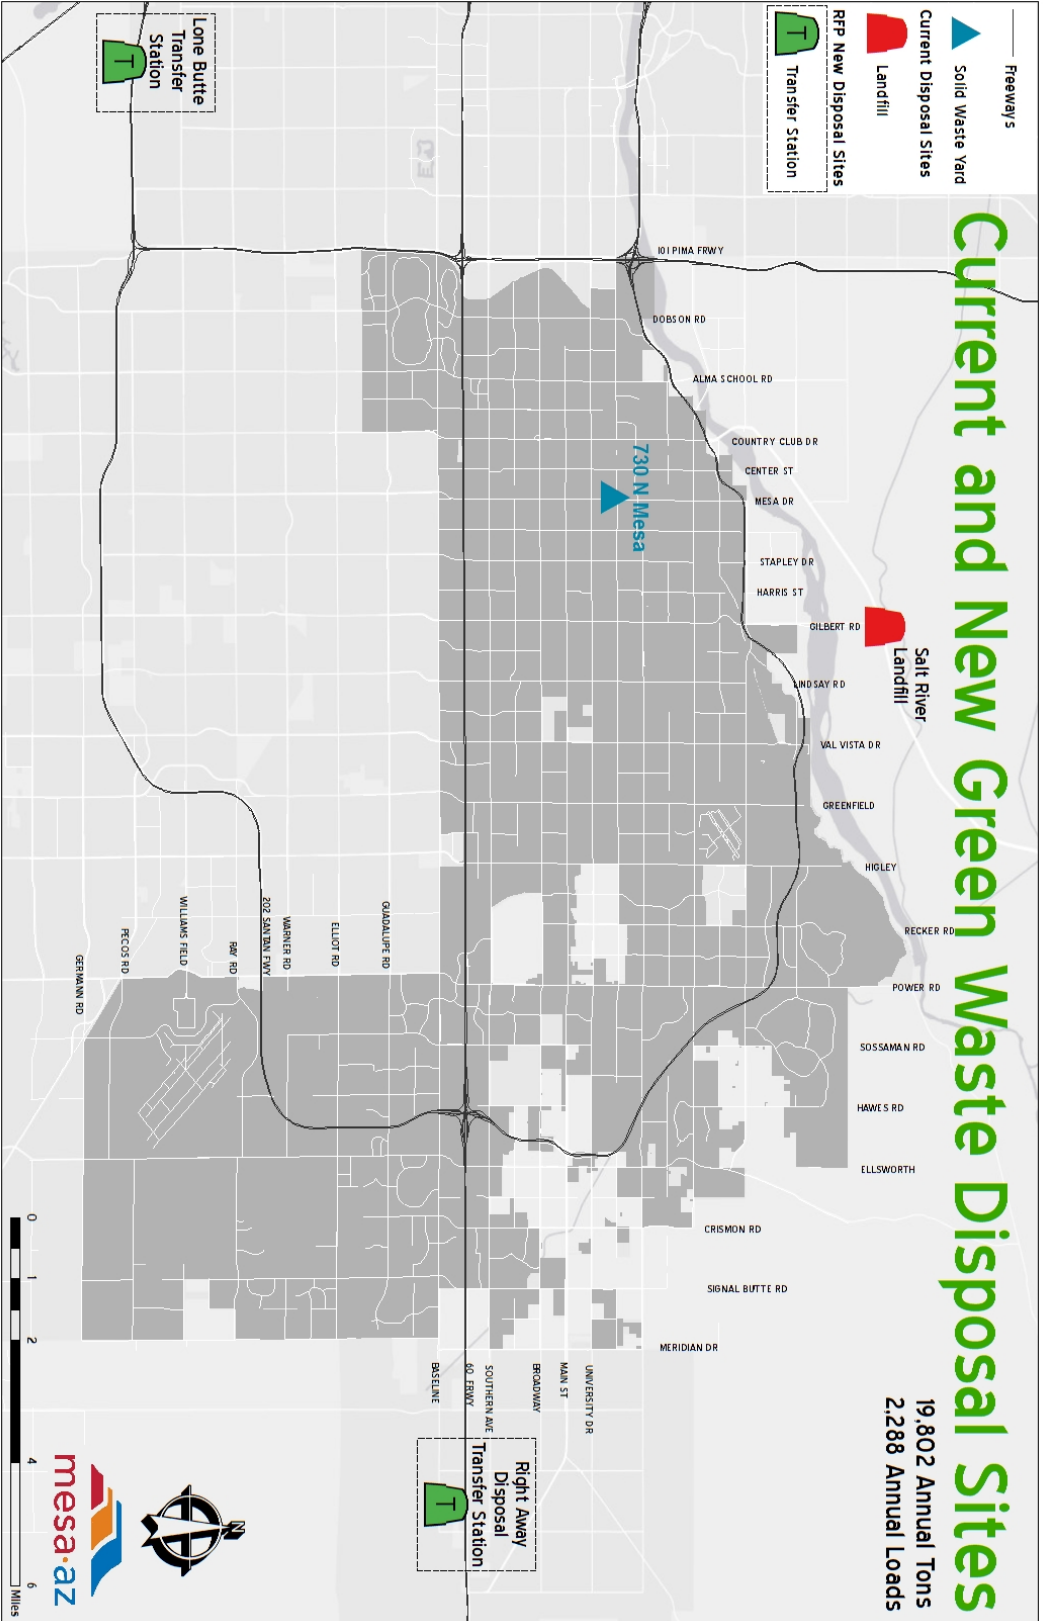 Current and New Green Waste Disposal Sites
19,802 Annual Tons
2,288 Annual Loads
Freeways
Solid Waste Yard
Current Disposal Sites
Landfill
RFP New Disposal Sites
T
Transfer Station
Salt River
Landfill
730 N Mesa
Lone Butte
Transfer
Station
T
Right Away
Disposal
Transfer Station
T
101 PIMA FRWY
DOBSON RD
ALMA SCHOOL RD
COUNTRY CLUB DR
CENTER ST
MESA DR
STAPLEY DR
HARRIS ST
GILBERT RD
LINDSAY RD
VAL VISTA DR
GREENFIELD
HIGLEY
RECKER RD
POWER RD
SOSSAMAN RD
HAWES RD
ELLSWORTH
CRISMON RD
SIGNAL BUTTE RD
MERIDIAN DR
UNIVERSITY DR
MAIN ST
BROADWAY
SOUTHERN AVE
60 FRWY
BASELINE
GUADALUPE RD
ELLIOT RD
WARNER RD
202 SANTAN FWY
RAY RD
WILLIAMS FIELD
PECOS RD
GERMANN RD
N
mesa·az
0 1 2 4 6
Miles